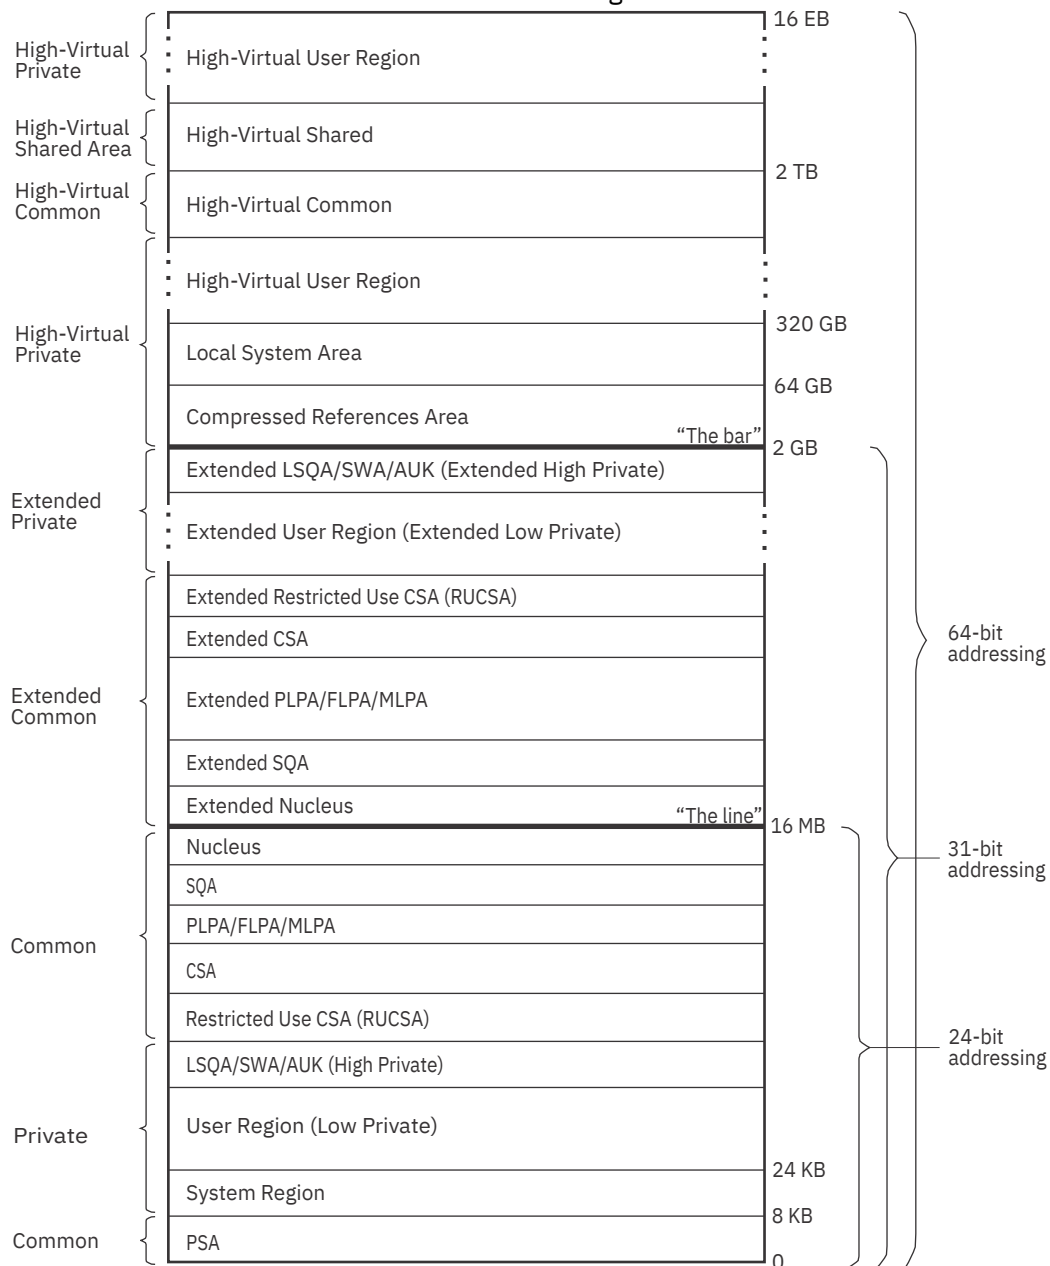 16 EB
High-Virtual
Private
High-Virtual User Region
High-Virtual
Shared Area
High-Virtual Shared
2 TB
High-Virtual
Common
High-Virtual Common
High-Virtual User Region
High-Virtual
Private
320 GB
Local System Area
64 GB
Compressed References Area
“The bar”
2 GB
Extended LSQA/SWA/AUK (Extended High Private)
Extended
Private
Extended User Region (Extended Low Private)
Extended Restricted Use CSA (RUCSA)
Extended CSA
64-bit
addressing
Extended
Common
Extended PLPA/FLPA/MLPA
Extended SQA
Extended Nucleus
“The line”
16 MB
Nucleus
31-bit
addressing
SQA
PLPA/FLPA/MLPA
Common
CSA
Restricted Use CSA (RUCSA)
24-bit
addressing
LSQA/SWA/AUK (High Private)
User Region (Low Private)
Private
24 KB
System Region
8 KB
Common
PSA
0